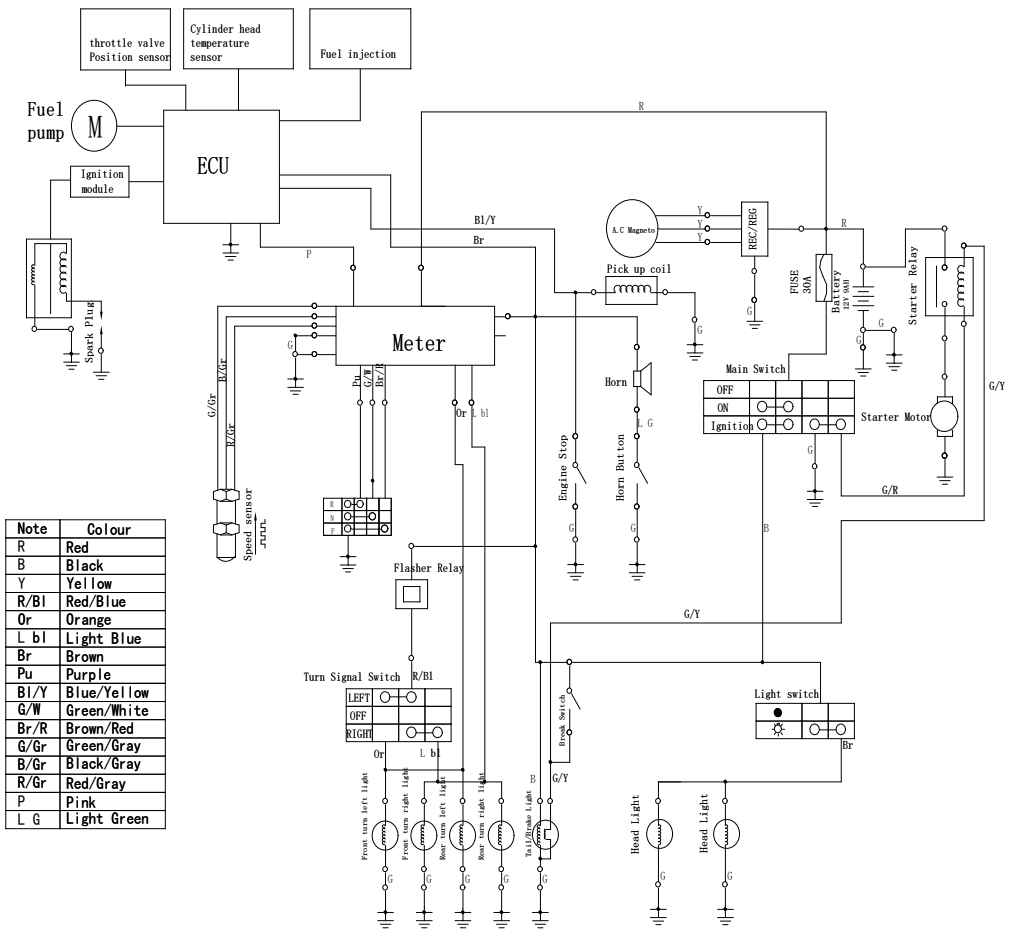 throttle valve
Position sensor
Cylinder head
temperature
sensor
Fuel injection
Fuel
pump
M
ECU
Ignition
module
R
Bl/Y
Br
P
A.C Magneto
Y
Y
Y
REC/REG
R
G
Pick up coil
G
FUSE
30A
Battery
12V 9AH
G
G
Starter Relay
G/Y
Spark Plug
Meter
G
G/Gr
B/Gr
R/Gr
Pu
G/W
Br/R
Or
L bl
Horn
L G
Main Switch
OFF
ON
Ignition
G
Starter Motor
G/R
B
Engine Stop
G
Horn Button
G
Speed sensor
R
N
F
Flasher Relay
G/Y
Turn Signal Switch
R/Bl
LEFT
OFF
RIGHT
Or
L bl
Break Switch
Light switch
Br
B
G/Y
Front turn left light
Front turn right light
Rear turn left light
Rear turn right light
Tail/Brake Light
Head Light
Head Light
G
G
G
G
G
G
Note Colour
R Red
B Black
Y Yellow
R/Bl Red/Blue
Or Orange
L bl Light Blue
Br Brown
Pu Purple
Bl/Y Blue/Yellow
G/W Green/White
Br/R Brown/Red
G/Gr Green/Gray
B/Gr Black/Gray
R/Gr Red/Gray
P Pink
L G Light Green